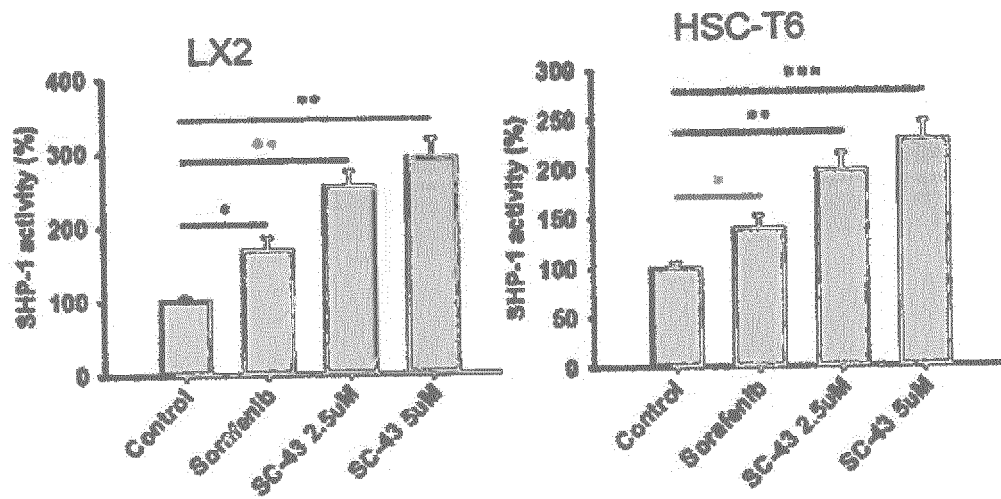 LX2
SHP-1 activity (%)
400
300
200
100
0
**
**
*
Control
Sorafenib
SC-43 2.5uM
SC-43 5uM
HSC-T6
SHP-1 activity (%)
300
250
200
150
100
50
0
***
**
*
Control
Sorafenib
SC-43 2.5uM
SC-43 5uM